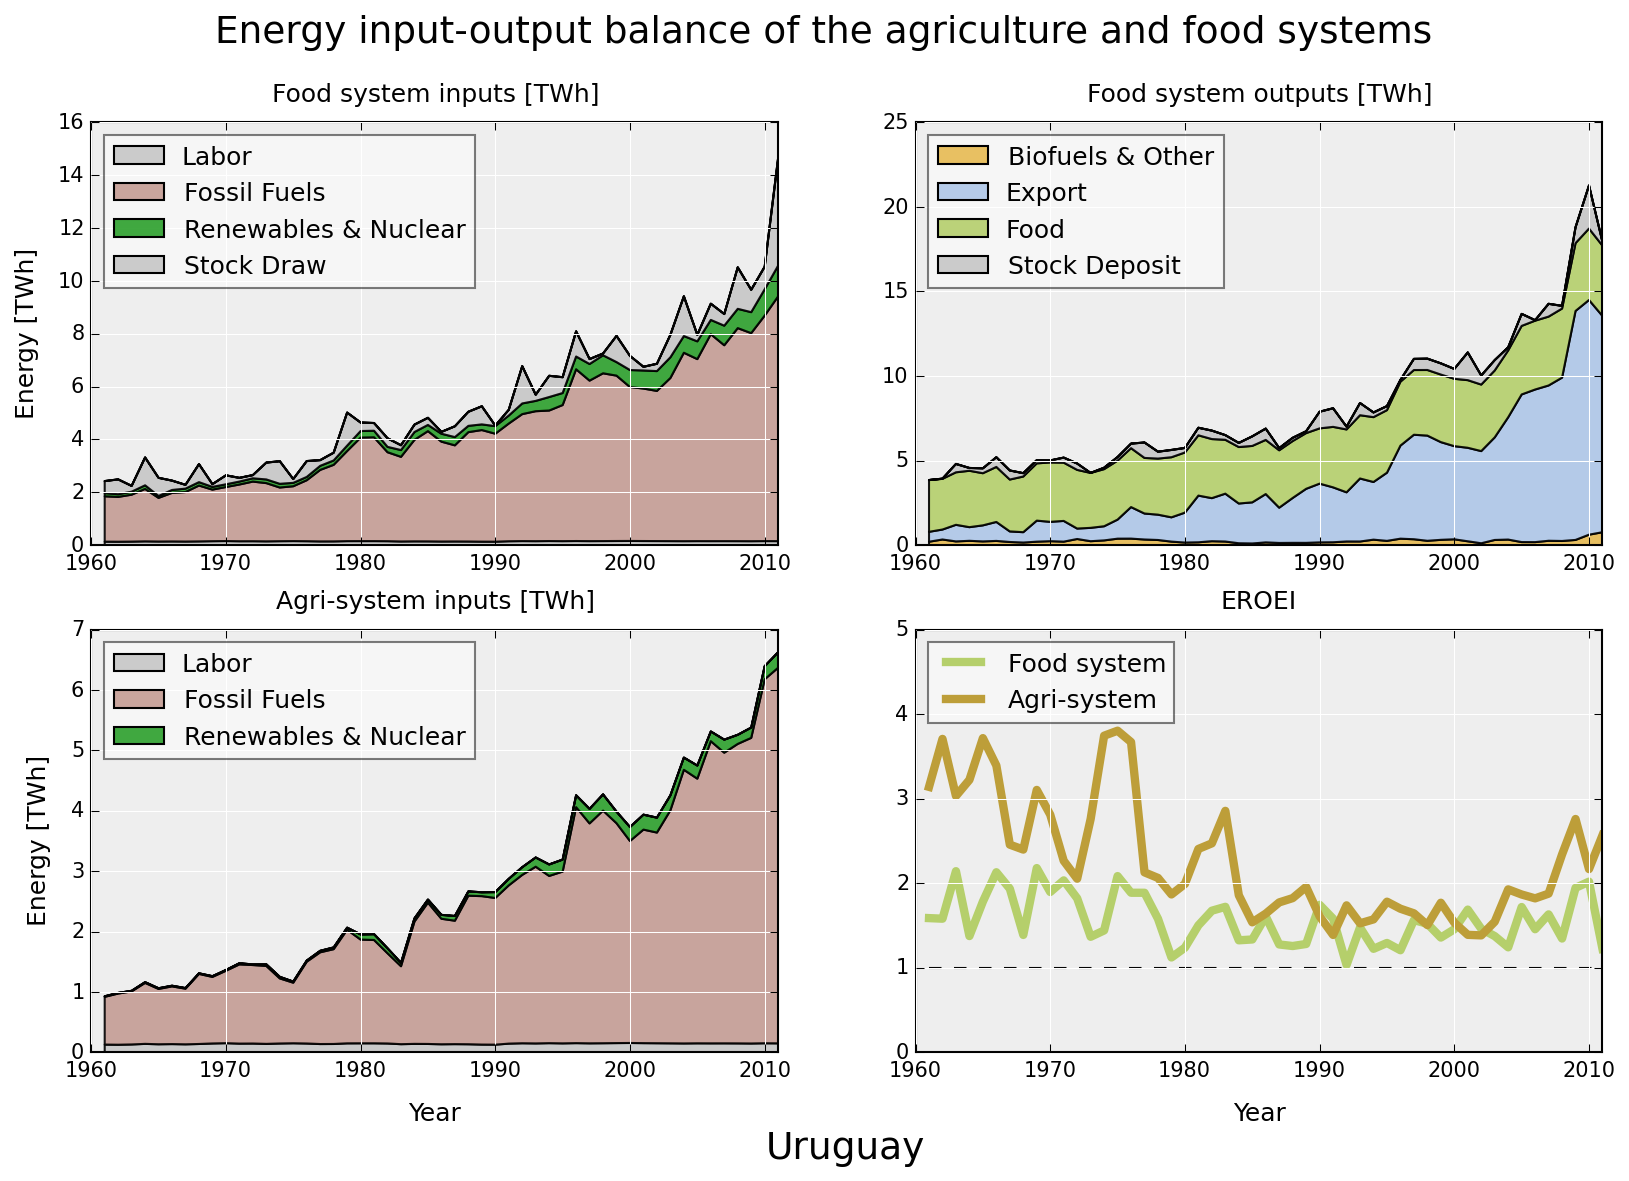 Energy input-output balance of the agriculture and food systems
Food system inputs [TWh]
Energy [TWh]
16
14
12
10
8
6
4
2
0
Labor
Fossil Fuels
Renewables & Nuclear
Stock Draw
1960 1970 1980 1990 2000 2010
Food system outputs [TWh]
25
20
15
10
5
0
Biofuels & Other
Export
Food
Stock Deposit
1960 1970 1980 1990 2000 2010
Agri-system inputs [TWh]
Energy [TWh]
7
6
5
4
3
2
1
0
Labor
Fossil Fuels
Renewables & Nuclear
1960 1970 1980 1990 2000 2010
Year
EROEI
5
4
3
2
1
0
Food system
Agri-system
1960 1970 1980 1990 2000 2010
Year
Uruguay